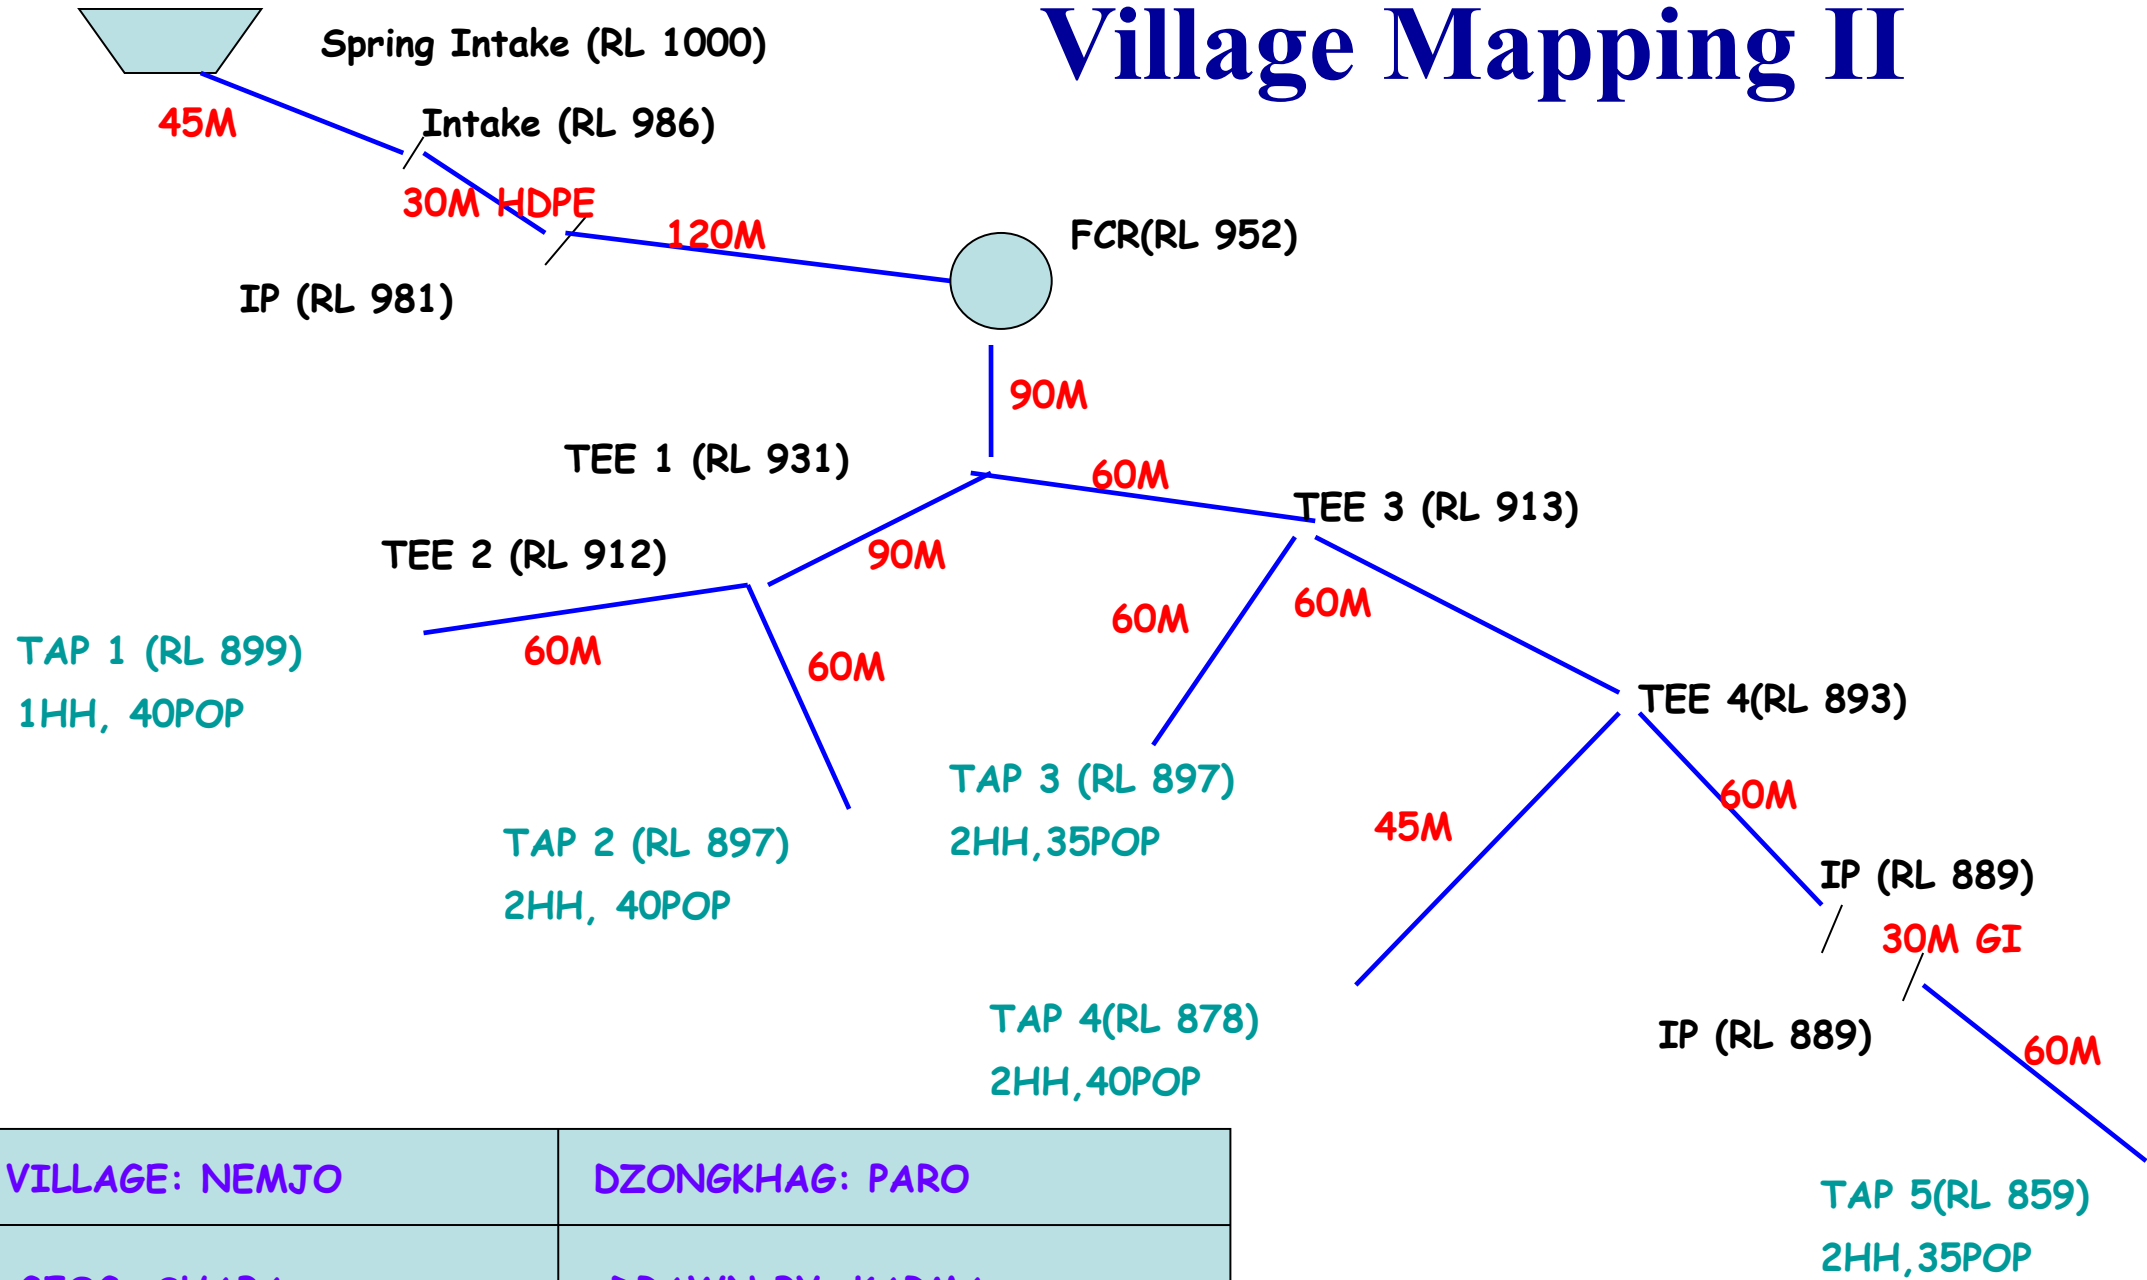 Village Mapping II
Spring Intake (RL 1000)
45M
Intake (RL 986)
30M HDPE
120M
FCR(RL 952)
IP (RL 981)
90M
TEE 1 (RL 931)
60M
TEE 3 (RL 913)
TEE 2 (RL 912)
90M
60M
60M
TAP 1 (RL 899)
1HH, 40POP
60M
60M
TEE 4(RL 893)
TAP 3 (RL 897)
2HH,35POP
60M
45M
TAP 2 (RL 897)
2HH, 40POP
IP (RL 889)
30M GI
TAP 4(RL 878)
2HH,40POP
IP (RL 889)
60M
VILLAGE: NEMJO
DZONGKHAG: PARO
TAP 5(RL 859)
2HH,35POP